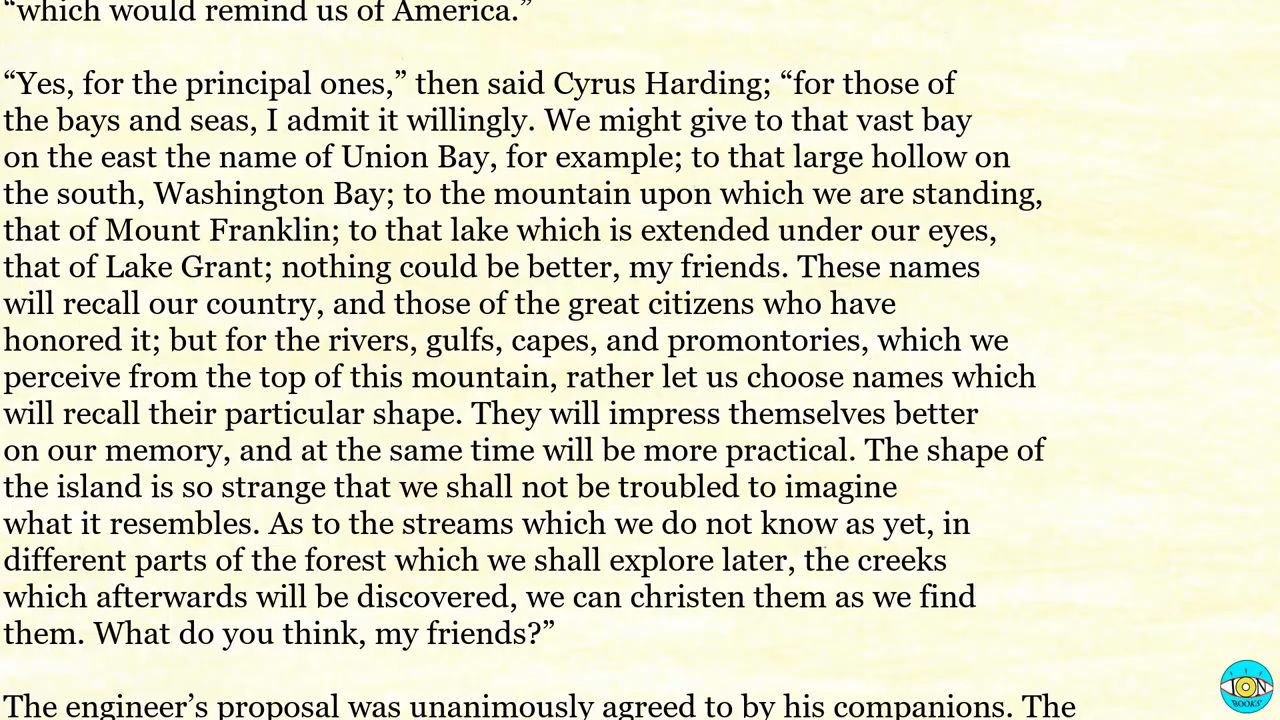 “which would remind us of America.”
“Yes, for the principal ones,” then said Cyrus Harding; “for those of
the bays and seas, I admit it willingly. We might give to that vast bay
on the east the name of Union Bay, for example; to that large hollow on
the south, Washington Bay; to the mountain upon which we are standing,
that of Mount Franklin; to that lake which is extended under our eyes,
that of Lake Grant; nothing could be better, my friends. These names
will recall our country, and those of the great citizens who have
honored it; but for the rivers, gulfs, capes, and promontories, which we
perceive from the top of this mountain, rather let us choose names which
will recall their particular shape. They will impress themselves better
on our memory, and at the same time will be more practical. The shape of
the island is so strange that we shall not be troubled to imagine
what it resembles. As to the streams which we do not know as yet, in
different parts of the forest which we shall explore later, the creeks
which afterwards will be discovered, we can christen them as we find
them. What do you think, my friends?”
The engineer’s proposal was unanimously agreed to by his companions. The
ION
BOOKS